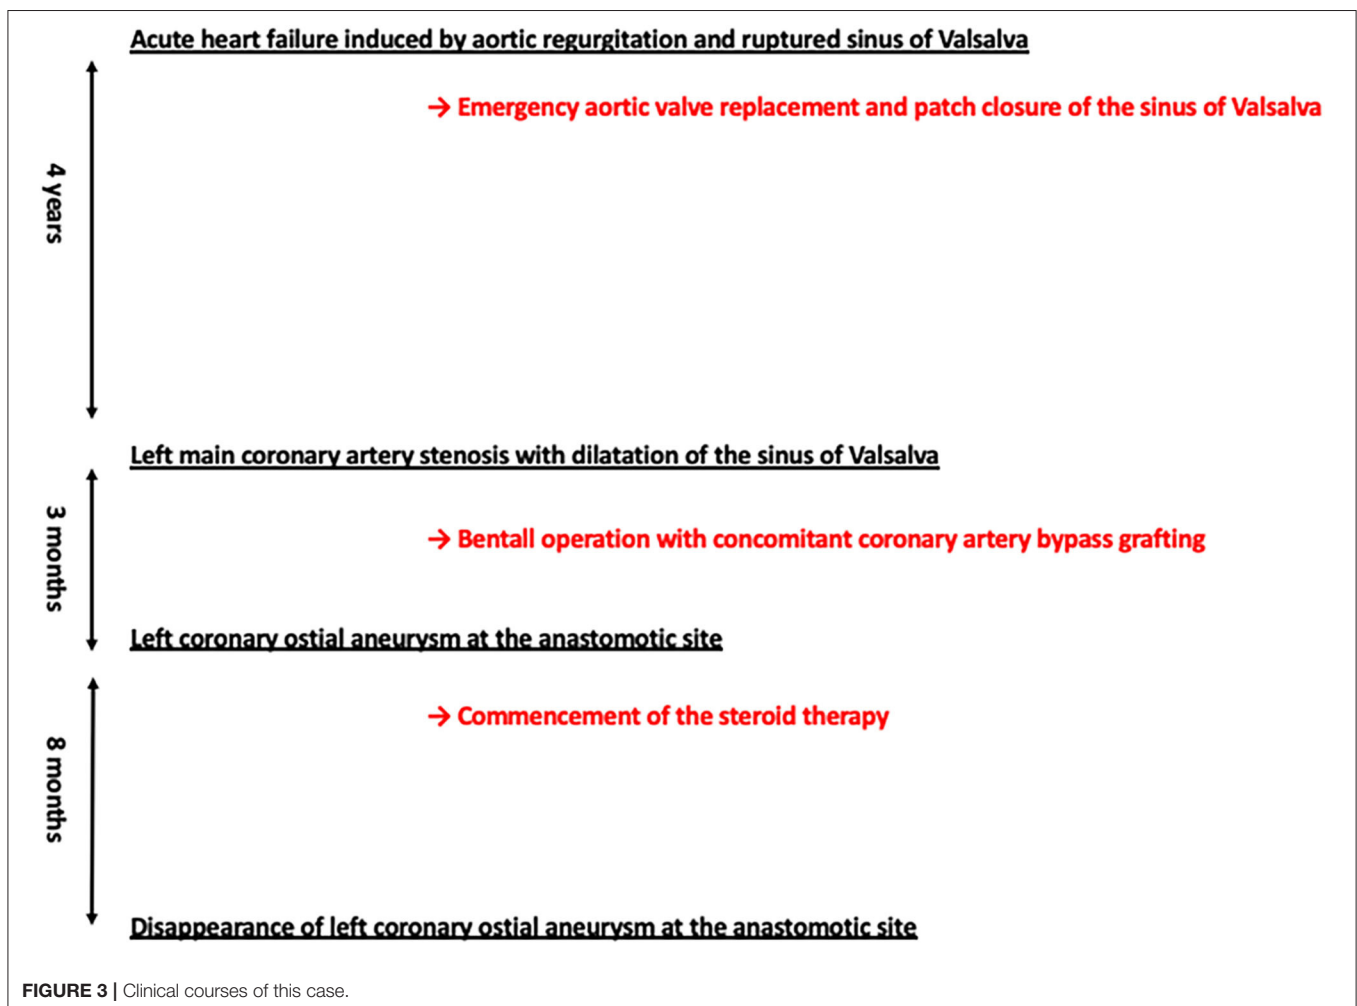 Acute heart failure induced by aortic regurgitation and ruptured sinus of Valsalva
→ Emergency aortic valve replacement and patch closure of the sinus of Valsalva
4 years
Left main coronary artery stenosis with dilatation of the sinus of Valsalva
→ Bentall operation with concomitant coronary artery bypass grafting
3 months
Left coronary ostial aneurysm at the anastomotic site
→ Commencement of the steroid therapy
8 months
Disappearance of left coronary ostial aneurysm at the anastomotic site
FIGURE 3 | Clinical courses of this case.